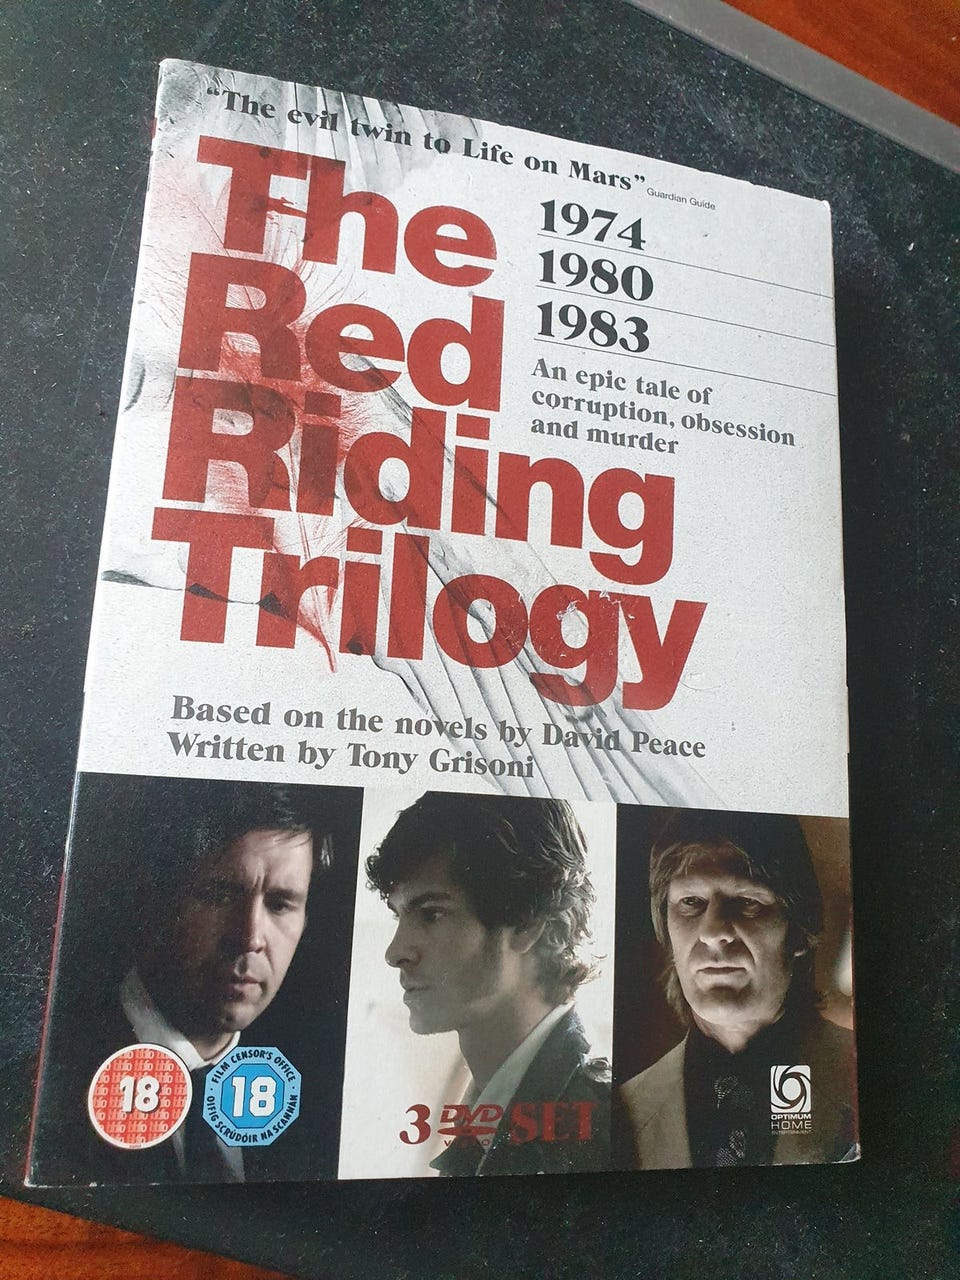 “The evil twin to Life on Mars”
Guardian Guide
The
Red
Riding
Trilogy
1974
1980
1983
An epic tale of
corruption, obsession
and murder
Based on the novels by David Peace
Written by Tony Grisoni
18
FILM CENSOR'S OFFICE
18
OIFIG SCRÚDÓIR NA SCANNÁN
3 DVD SET
VIDEO
OPTIMUM
HOME
ENTERTAINMENT